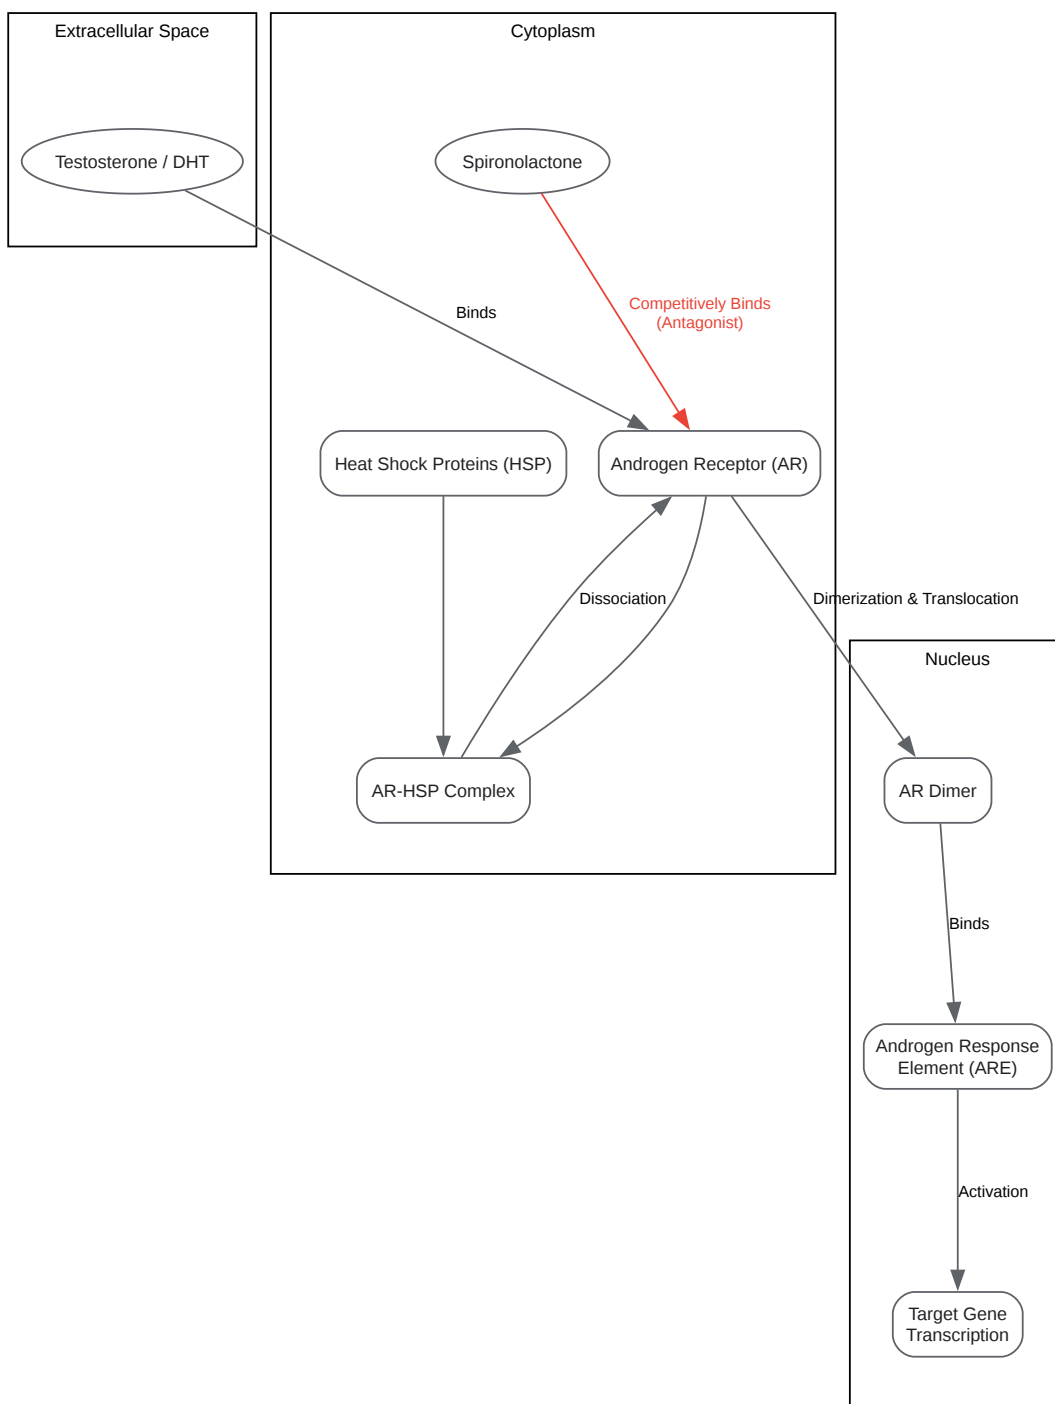 Extracellular Space
Cytoplasm
Testosterone / DHT
Spironolactone
Binds
Competitively Binds
(Antagonist)
Heat Shock Proteins (HSP)
Androgen Receptor (AR)
Dissociation
Dimerization & Translocation
Nucleus
AR-HSP Complex
AR Dimer
Binds
Androgen Response
Element (ARE)
Activation
Target Gene
Transcription